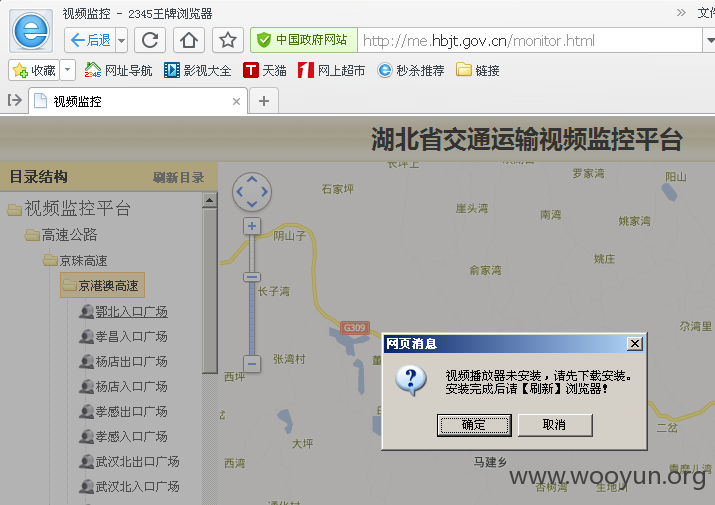 视频监控 - 2345王牌浏览器
» 文件
后退
中国政府网站
http://me.hbjt.gov.cn/monitor.html
收藏
网址导航
影视大全
天猫
网上超市
秒杀推荐
链接
视频监控
湖北省交通运输视频监控平台
目录结构
刷新目录
视频监控平台
高速公路
京珠高速
京港澳高速
鄂北入口广场
孝昌入口广场
杨店出口广场
杨店入口广场
孝感出口广场
孝感入口广场
武汉北出口广场
武汉北入口广场
长坪上
罗家湾
阳山
石家坪
崖头湾
南湾
姚家湾
阴山子
姚庄
俞家湾
长子湾
G309
尕湾里
张湾村
西坪
董
网页消息
视频播放器未安装，请先下载安装。
安装完成后请【刷新】浏览器!
确定
取消
二岔
大坪
西湾
马建乡
杏树湾
生地川
www.wooyun.org